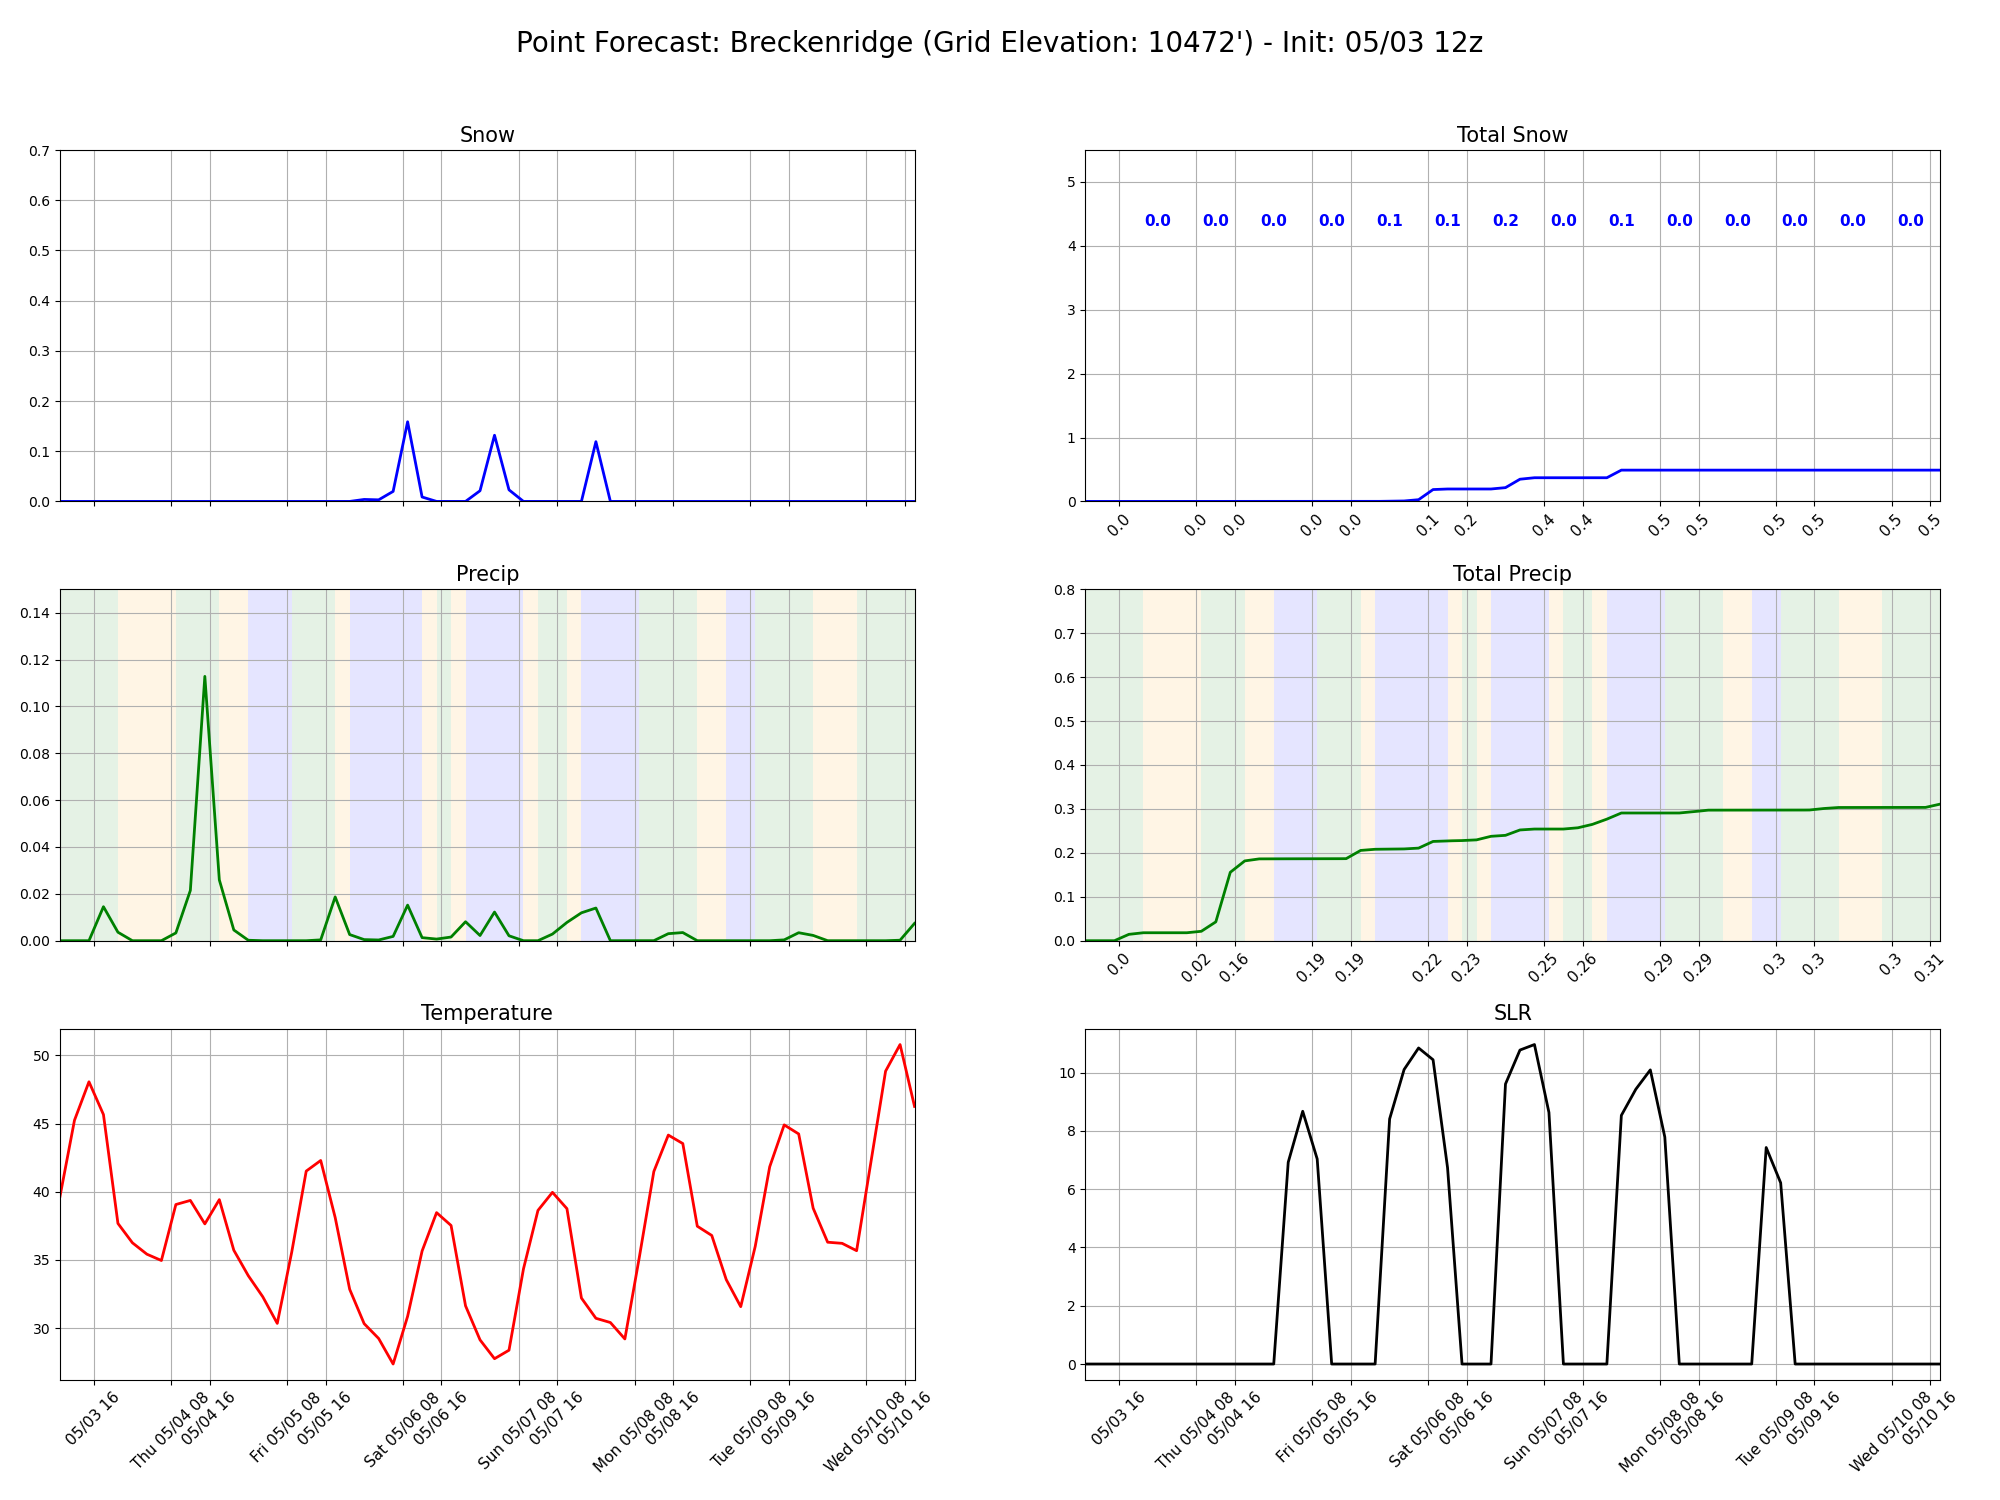 Point Forecast: Breckenridge (Grid Elevation: 10472') - Init: 05/03 12z
Snow
0.7
0.6
0.5
0.4
0.3
0.2
0.1
0.0
Total Snow
5
4
3
2
1
0
0.0 0.0 0.0 0.0 0.1 0.1 0.2 0.0 0.1 0.0 0.0 0.0 0.0 0.0
0.0 0.0 0.0 0.0 0.0 0.1 0.2 0.4 0.4 0.5 0.5 0.5 0.5 0.5 0.5
Precip
0.14
0.12
0.10
0.08
0.06
0.04
0.02
0.00
Total Precip
0.8
0.7
0.6
0.5
0.4
0.3
0.2
0.1
0.0
0.0 0.02 0.16 0.19 0.19 0.22 0.23 0.25 0.26 0.29 0.29 0.3 0.3 0.3 0.31
Temperature
50
45
40
35
30
05/03 16
Thu 05/04 08
05/04 16
Fri 05/05 08
05/05 16
Sat 05/06 08
05/06 16
Sun 05/07 08
05/07 16
Mon 05/08 08
05/08 16
Tue 05/09 08
05/09 16
Wed 05/10 08
05/10 16
SLR
10
8
6
4
2
0
05/03 16
Thu 05/04 08
05/04 16
Fri 05/05 08
05/05 16
Sat 05/06 08
05/06 16
Sun 05/07 08
05/07 16
Mon 05/08 08
05/08 16
Tue 05/09 08
05/09 16
Wed 05/10 08
05/10 16